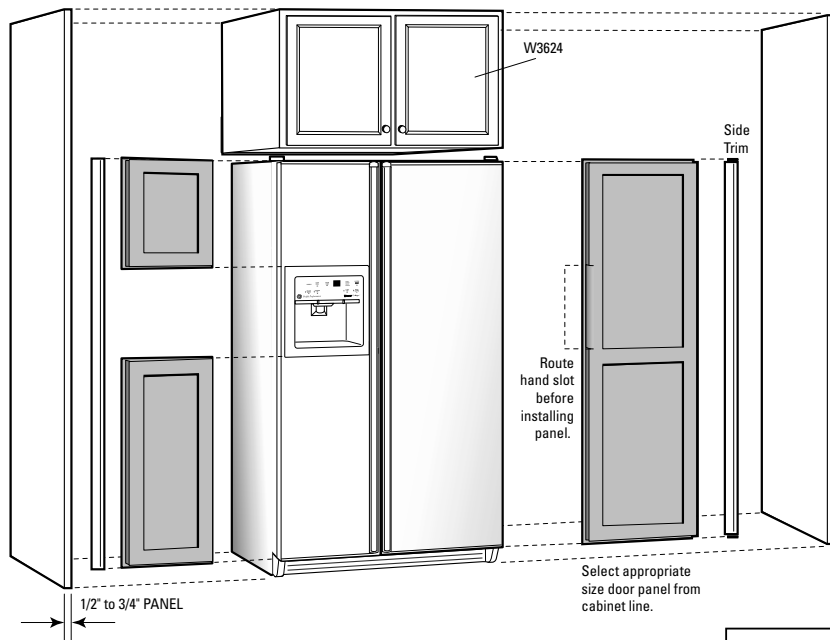 W3624
Side
Trim
Route
hand slot
before
installing
panel.
Select appropriate
size door panel from
cabinet line.
1/2" to 3/4" PANEL